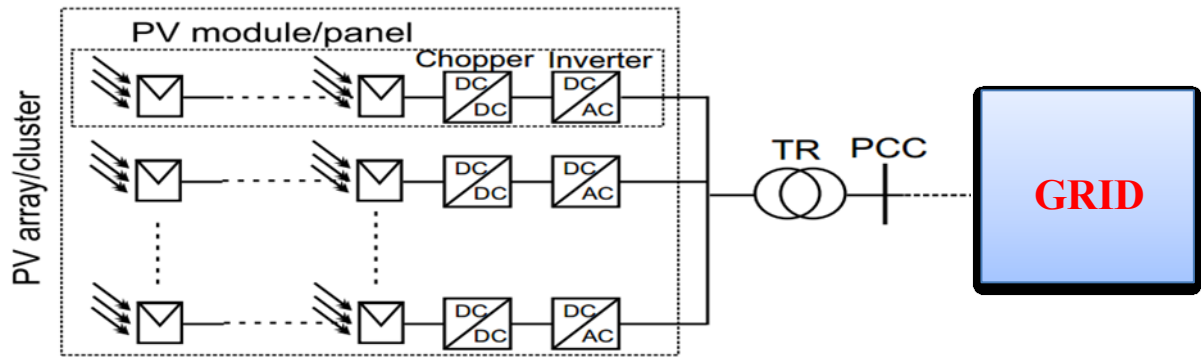 PV module/panel
Chopper Inverter
DC DC
DC AC
TR PCC
PV array/cluster
GRID
DC DC
DC AC
DC DC
DC AC